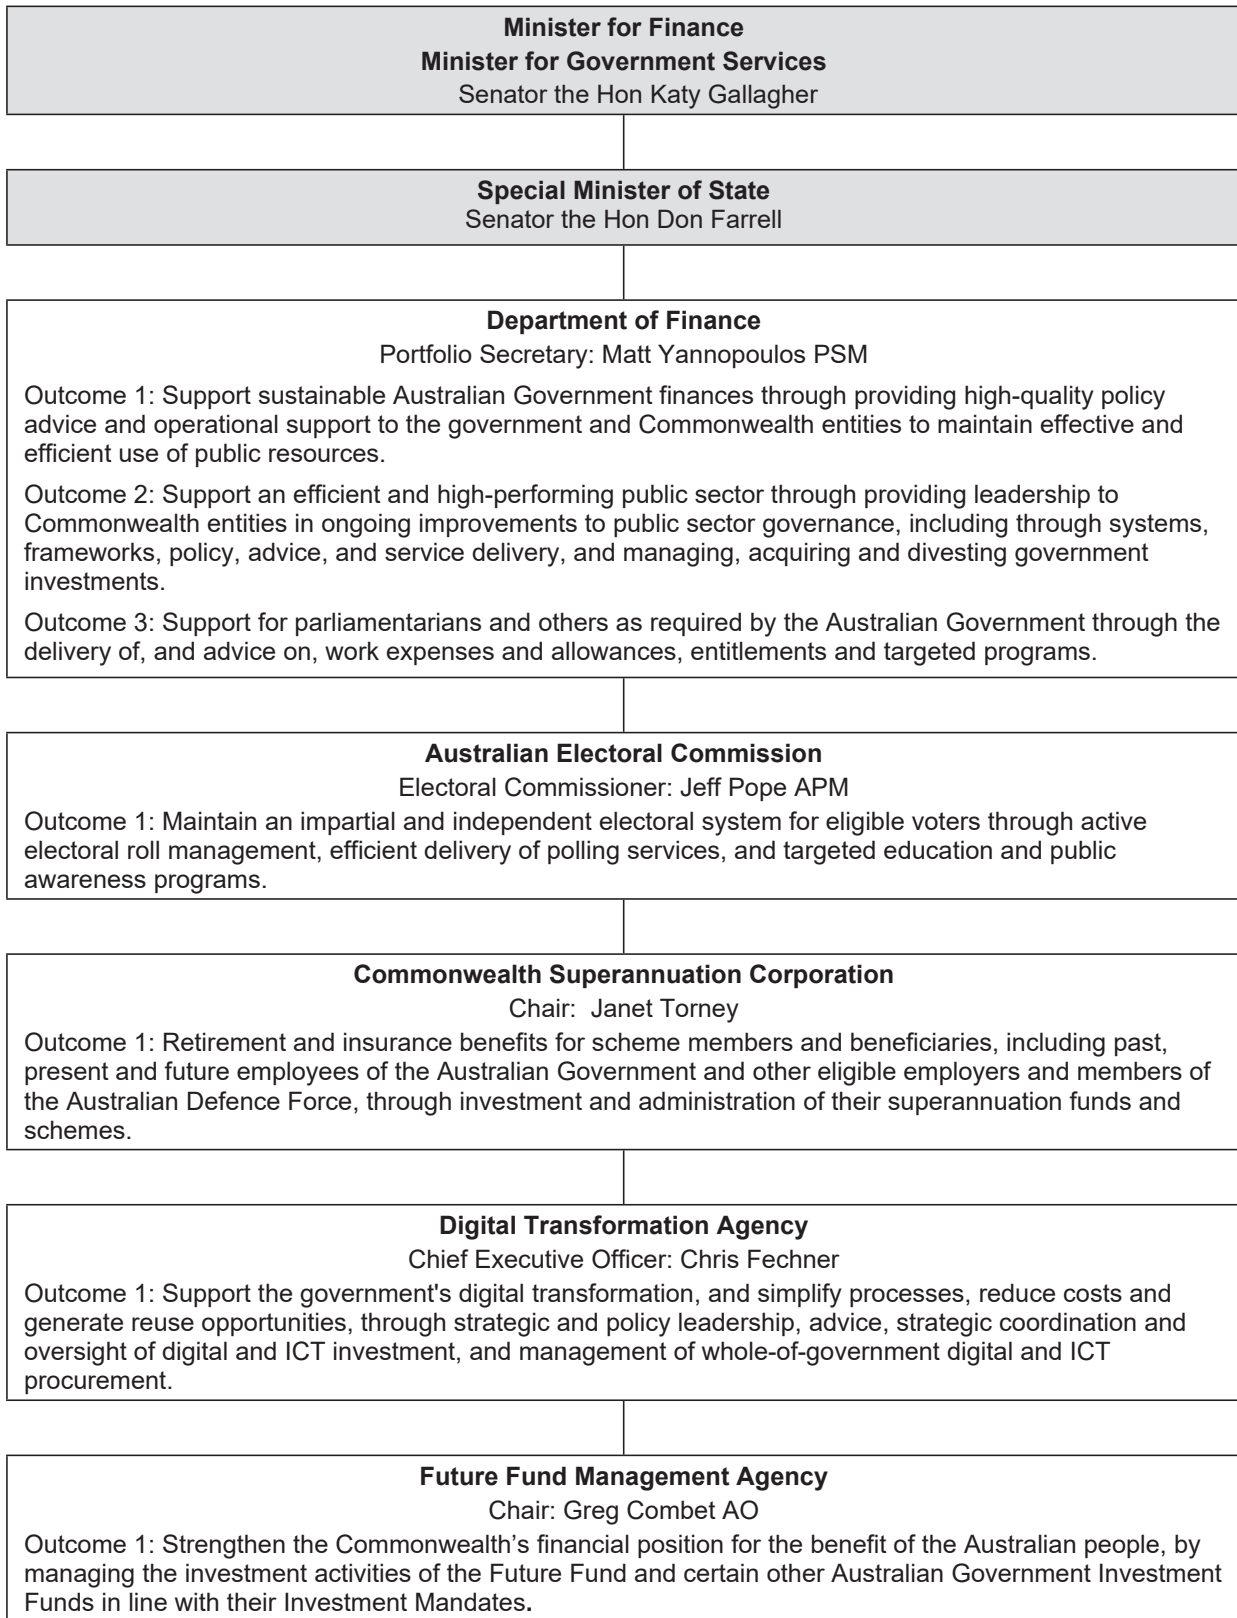 Minister for Finance
Minister for Government Services
Senator the Hon Katy Gallagher
Special Minister of State
Senator the Hon Don Farrell
Department of Finance
Portfolio Secretary: Matt Yannopoulos PSM
Outcome 1: Support sustainable Australian Government finances through providing high-quality policy
advice and operational support to the government and Commonwealth entities to maintain effective and
efficient use of public resources.
Outcome 2: Support an efficient and high-performing public sector through providing leadership to
Commonwealth entities in ongoing improvements to public sector governance, including through systems,
frameworks, policy, advice, and service delivery, and managing, acquiring and divesting government
investments.
Outcome 3: Support for parliamentarians and others as required by the Australian Government through the
delivery of, and advice on, work expenses and allowances, entitlements and targeted programs.
Australian Electoral Commission
Electoral Commissioner: Jeff Pope APM
Outcome 1: Maintain an impartial and independent electoral system for eligible voters through active
electoral roll management, efficient delivery of polling services, and targeted education and public
awareness programs.
Commonwealth Superannuation Corporation
Chair: Janet Torney
Outcome 1: Retirement and insurance benefits for scheme members and beneficiaries, including past,
present and future employees of the Australian Government and other eligible employers and members of
the Australian Defence Force, through investment and administration of their superannuation funds and
schemes.
Digital Transformation Agency
Chief Executive Officer: Chris Fechner
Outcome 1: Support the government's digital transformation, and simplify processes, reduce costs and
generate reuse opportunities, through strategic and policy leadership, advice, strategic coordination and
oversight of digital and ICT investment, and management of whole-of-government digital and ICT
procurement.
Future Fund Management Agency
Chair: Greg Combet AO
Outcome 1: Strengthen the Commonwealth’s financial position for the benefit of the Australian people, by
managing the investment activities of the Future Fund and certain other Australian Government Investment
Funds in line with their Investment Mandates.